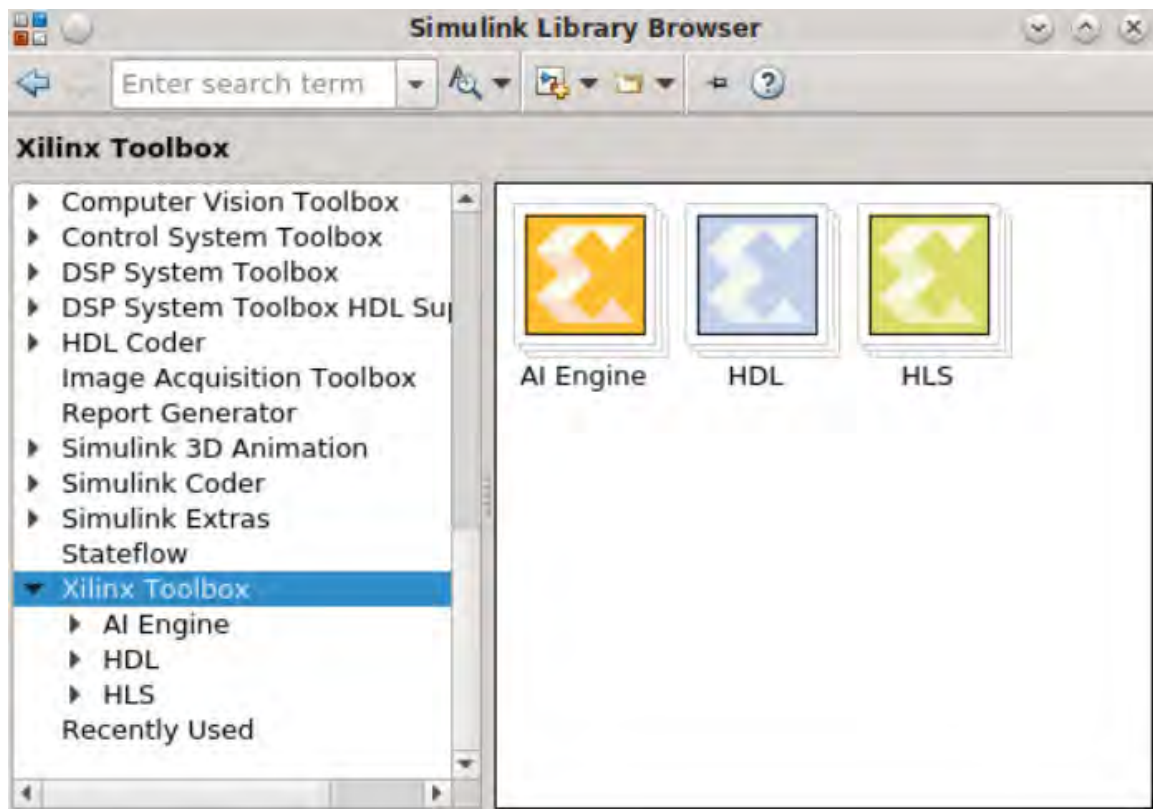 Simulink Library Browser
Enter search term
Xilinx Toolbox
Computer Vision Toolbox
Control System Toolbox
DSP System Toolbox
DSP System Toolbox HDL Su
HDL Coder
Image Acquisition Toolbox
Report Generator
Simulink 3D Animation
Simulink Coder
Simulink Extras
Stateflow
Xilinx Toolbox
AI Engine
HDL
HLS
Recently Used
AI Engine HDL HLS